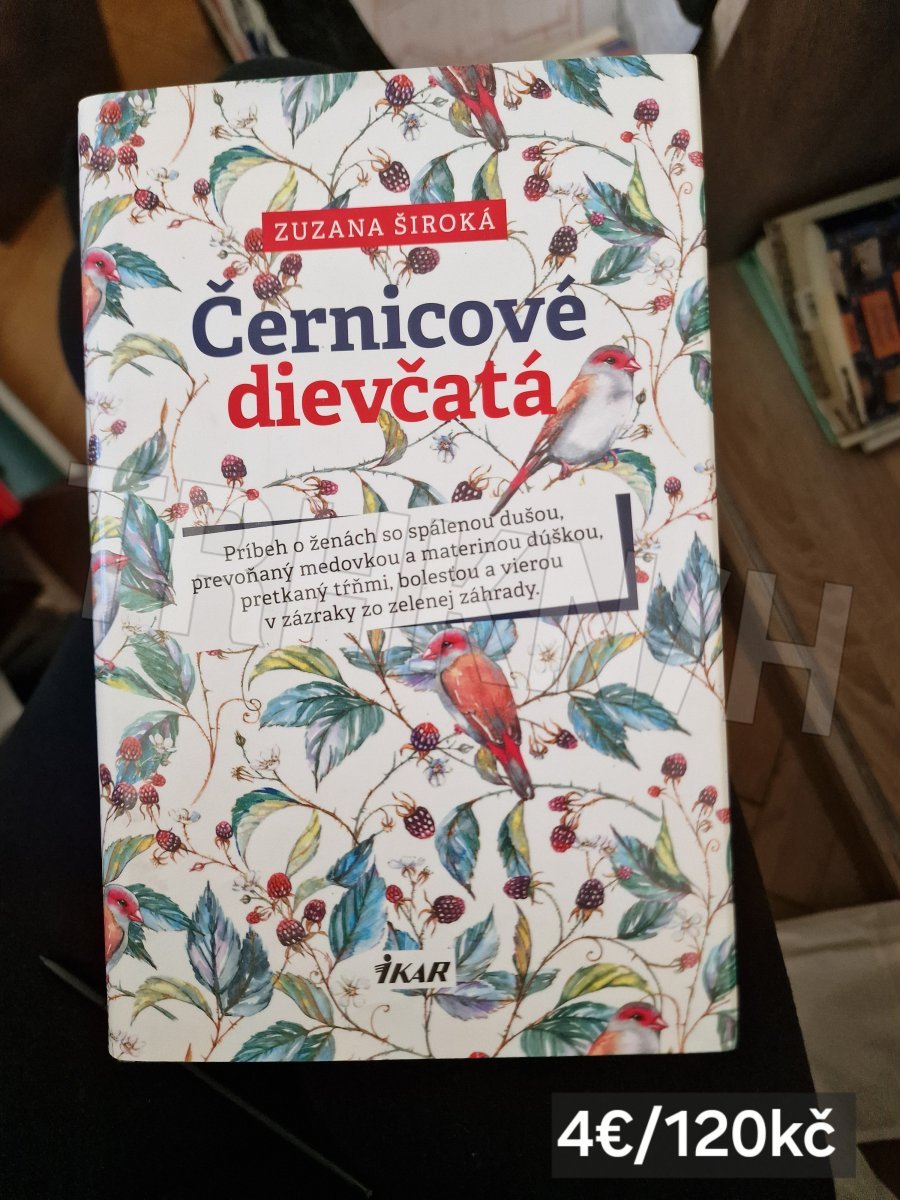 ZUZANA ŠIROKÁ
Černicové
dievčatá
Príbeh o ženách so spálenou dušou,
prevoňaný medovkou a materinou dúškou,
pretkaný tŕňmi, bolesťou a vierou
v zázraky zo zelenej záhrady.
TRHKNIH
IKAR
4€/120kč